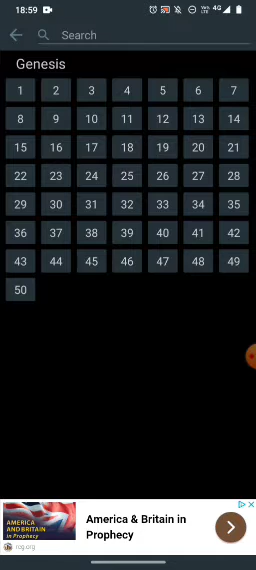 18:59
4G
Search
Genesis
1 2 3 4 5 6 7
8 9 10 11 12 13 14
15 16 17 18 19 20 21
22 23 24 25 26 27 28
29 30 31 32 33 34 35
36 37 38 39 40 41 42
43 44 45 46 47 48 49
50
AMERICA
AND BRITAIN
in Prophecy
rcg.org
America & Britain in
Prophecy